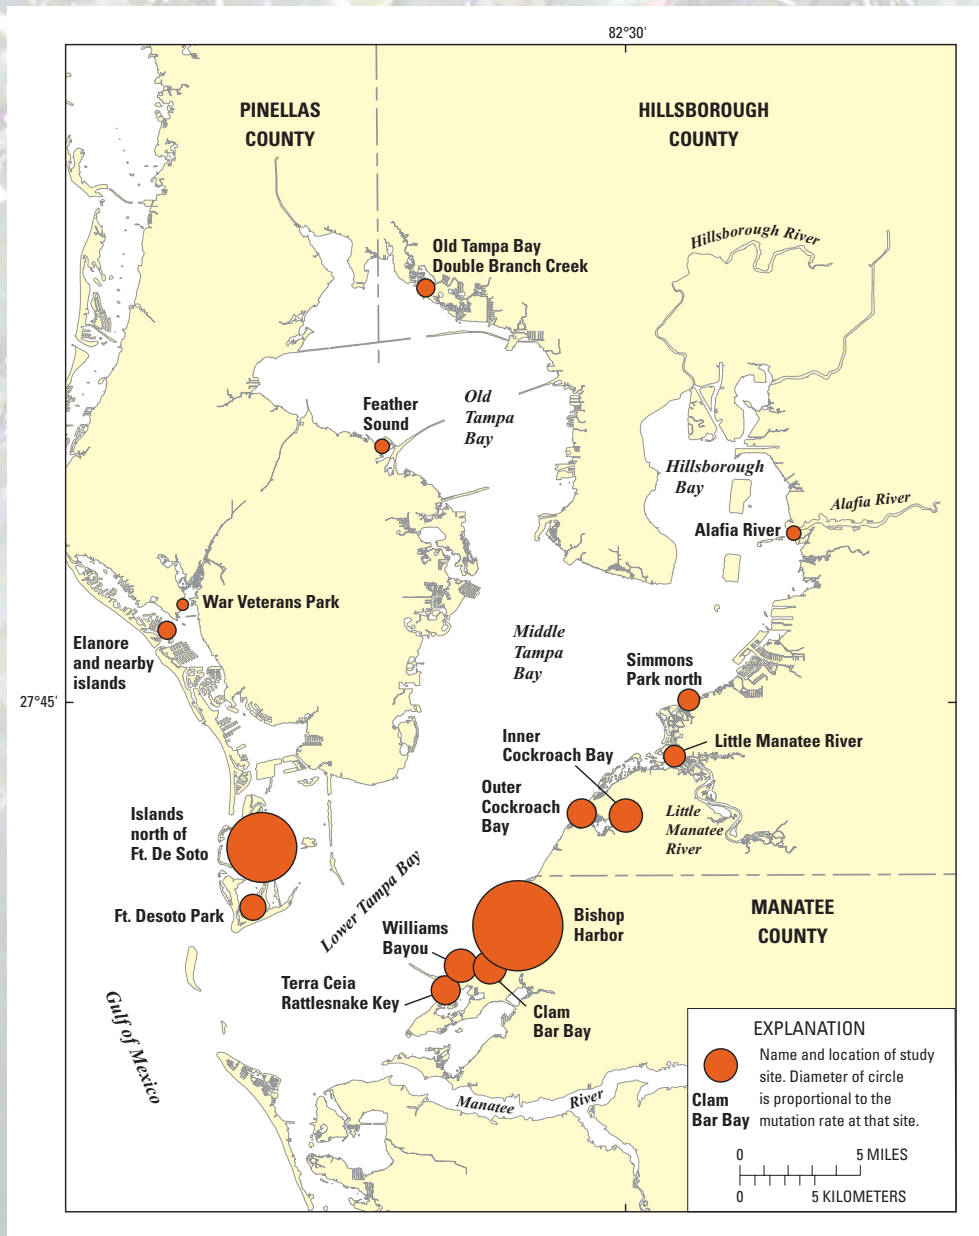 82°30'
PINELLAS
COUNTY
HILLSBOROUGH
COUNTY
Hillsborough River
Old Tampa Bay
Double Branch Creek
Feather
Sound
Old
Tampa
Bay
Hillsborough
Bay
Alafia River
Alafia River
War Veterans Park
Elanore
and nearby
islands
Middle
Tampa
Bay
Simmons
Park north
27°45'
Inner
Cockroach Bay
Little Manatee River
Outer
Cockroach
Bay
Little
Manatee
River
Islands
north of
Ft. De Soto
Ft. Desoto Park
Lower Tampa Bay
Williams
Bayou
Bishop
Harbor
MANATEE
COUNTY
Terra Ceia
Rattlesnake Key
Clam
Bar Bay
Gulf of Mexico
Manatee River
EXPLANATION
Clam
Bar Bay
Name and location of study
site. Diameter of circle
is proportional to the
mutation rate at that site.
0 5 MILES
0 5 KILOMETERS